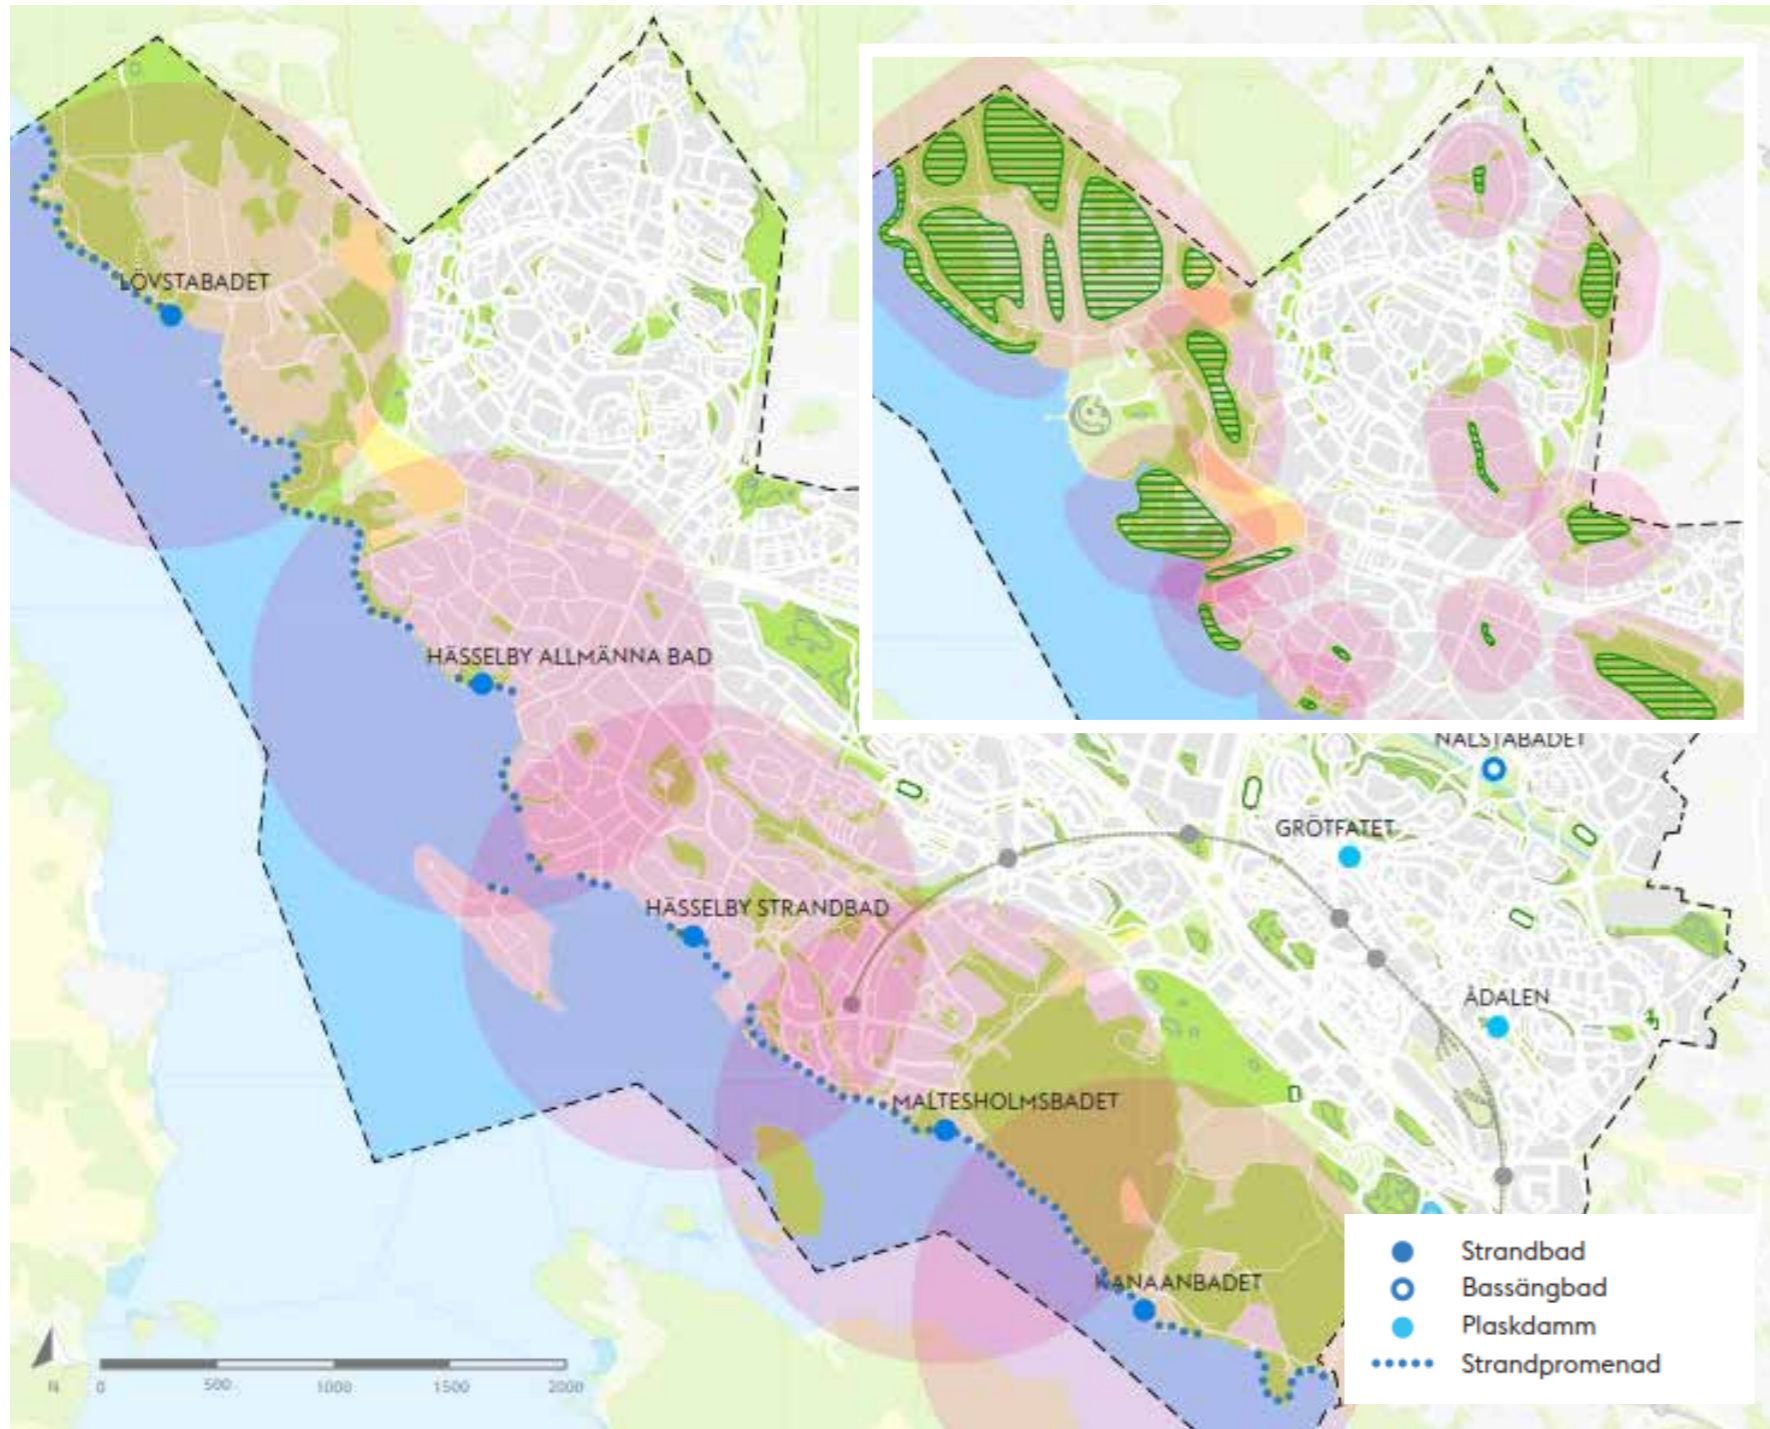 LÖVSTABADET
HÄSSELBY ALLMÄNNA BAD
NÄLSTABADET
GRÖTFATET
HÄSSELBY STRANDBAD
ÅDALEN
MALTESHOLMSBADET
KANAANBADET
Strandbad
Bassängbad
Plaskdamm
Strandpromenad
N 0 500 1000 1500 2000